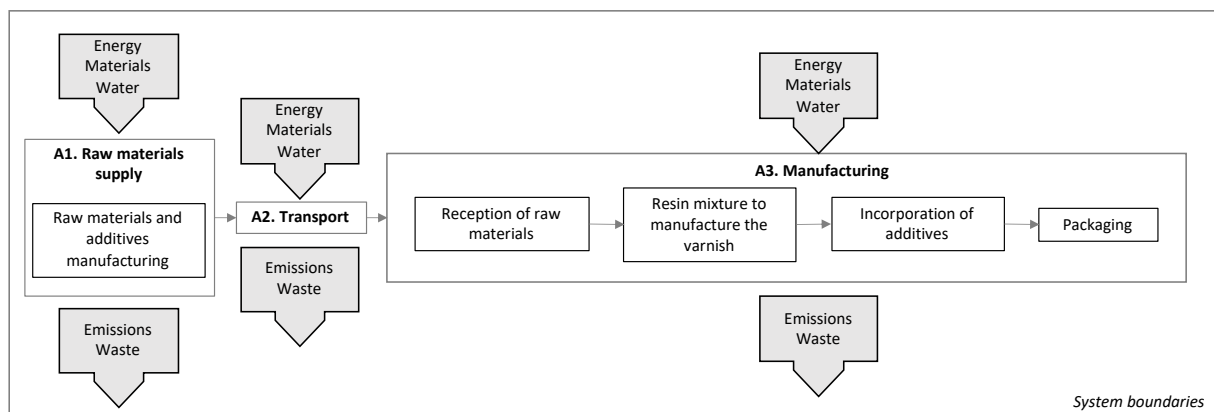 Energy
Materials
Water
A1. Raw materials
supply
Raw materials and
additives
manufacturing
Emissions
Waste
Energy
Materials
Water
A2. Transport
Emissions
Waste
Energy
Materials
Water
A3. Manufacturing
Reception of raw
materials
Resin mixture to
manufacture the
varnish
Incorporation of
additives
Packaging
Emissions
Waste
System boundaries